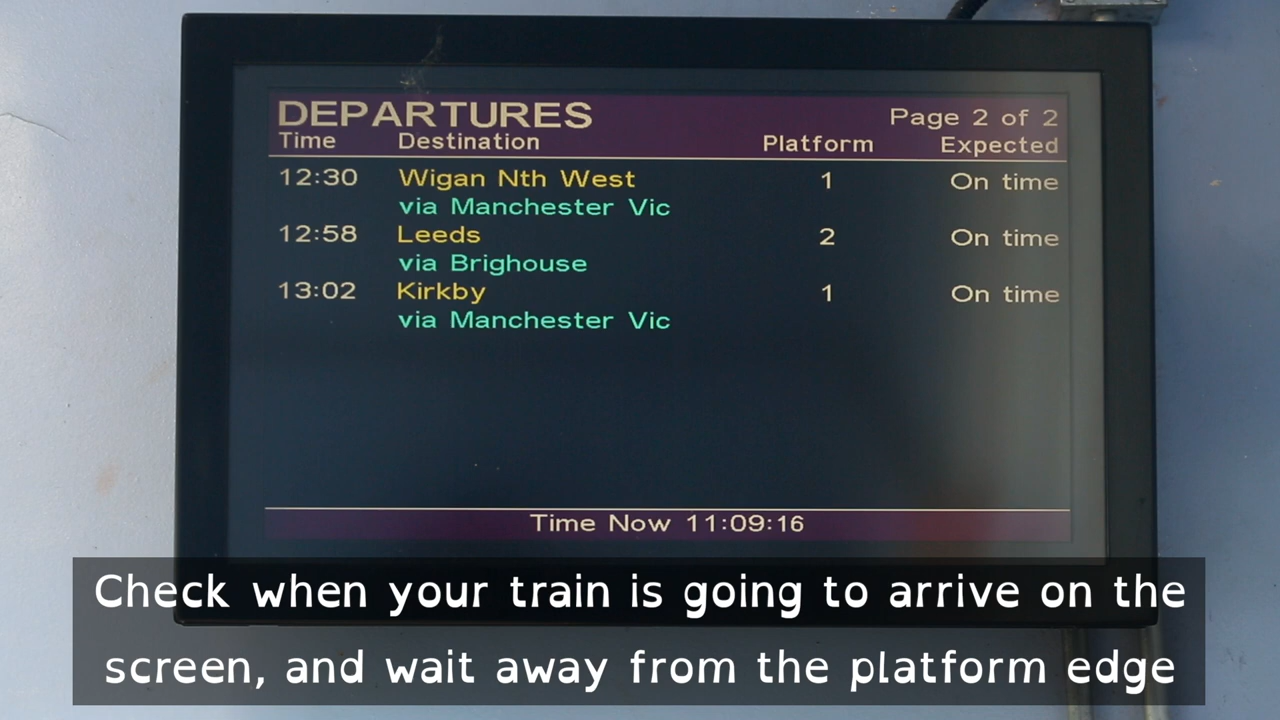 DEPARTURES Page 2 of 2
Time Destination Platform Expected
12:30 Wigan Nth West 1 On time
via Manchester Vic
12:58 Leeds 2 On time
via Brighouse
13:02 Kirkby 1 On time
via Manchester Vic
Time Now 11:09:16
Check when your train is going to arrive on the
screen, and wait away from the platform edge